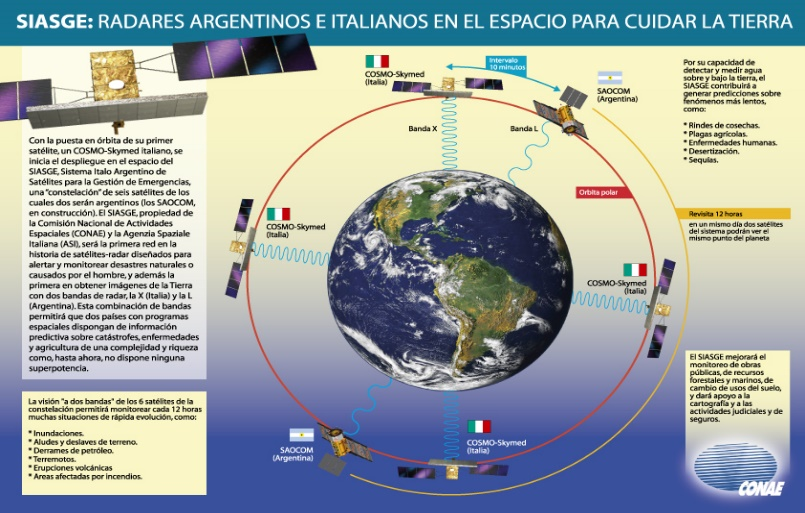 SIASGE: RADARES ARGENTINOS E ITALIANOS EN EL ESPACIO PARA CUIDAR LA TIERRA
Con la puesta en órbita de su primer
satélite, un COSMO-Skymed italiano, se
inicia el despliegue en el espacio del
SIASGE, Sistema Italo Argentino de
Satélites para la Gestión de Emergencias,
una "constelación" de seis satélites de los
cuales dos serán argentinos (los SAOCOM,
en construcción). El SIASGE, propiedad de
la Comisión Nacional de Actividades
Espaciales (CONAE) y la Agenzia Spaziale
Italiana (ASI), será la primera red en la
historia de satélites-radar diseñados para
alertar y monitorear desastres naturales o
causados por el hombre, y además la
primera en obtener imágenes de la Tierra
con dos bandas de radar, la X (Italia) y la L
(Argentina). Esta combinación de bandas
permitirá que dos países con programas
espaciales dispongan de información
predictiva sobre catástrofes, enfermedades
y agricultura de una complejidad y riqueza
como, hasta ahora, no dispone ninguna
superpotencia.
La visión "a dos bandas" de los 6 satélites de la
constelación permitirá monitorear cada 12 horas
muchas situaciones de rápida evolución, como:
* Inundaciones.
* Aludes y deslaves de terreno.
* Derrames de petróleo.
* Terremotos.
* Erupciones volcánicas
* Areas afectadas por incendios.
COSMO-Skymed
(Italia)
Intervalo
10 minutos
SAOCOM
(Argentina)
Banda X
Banda L
Orbita polar
COSMO-Skymed
(Italia)
COSMO-Skymed
(Italia)
SAOCOM
(Argentina)
COSMO-Skymed
(Italia)
Por su capacidad de
detectar y medir agua
sobre y bajo la tierra, el
SIASGE contribuirá a
generar predicciones sobre
fenómenos más lentos,
como:
* Rindes de cosechas.
* Plagas agrícolas.
* Enfermedades humanas.
* Desertización.
* Sequías.
Revisita 12 horas
en un mismo día dos satélites
del sistema podrán ver el
mismo punto del planeta
El SIASGE mejorará el
monitoreo de obras
públicas, de recursos
forestales y marinos, de
cambio de usos del suelo,
y dará apoyo a la
cartografía y a las
actividades judiciales y de
seguros.
CONAE